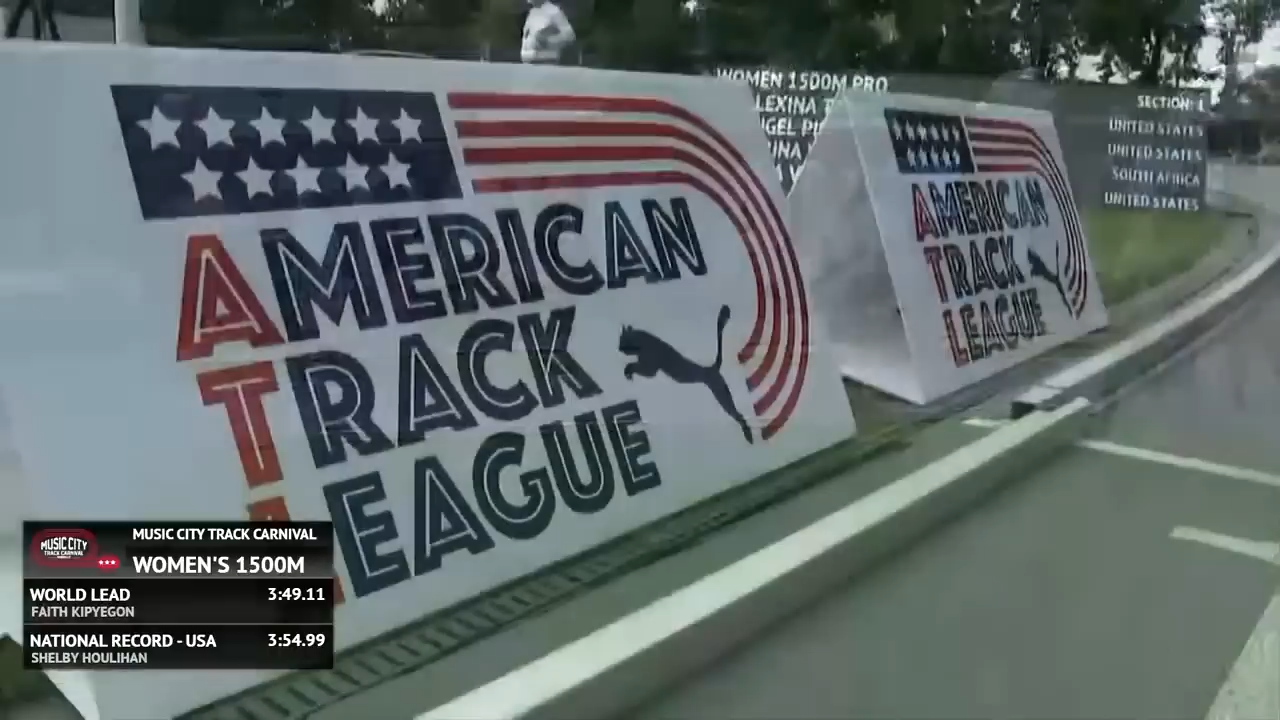 WOMEN 1500M PRO
LEXINA
SECTION: 1
UNITED STATES
UNITED STATES
SOUTH AFRICA
UNITED STATES
AMERICAN
TRACK
LEAGUE
AMERICAN
TRACK
LEAGUE
MUSIC CITY
TRACK CARNIVAL
MUSIC CITY TRACK CARNIVAL
WOMEN'S 1500M
WORLD LEAD 3:49.11
FAITH KIPYEGON
NATIONAL RECORD - USA 3:54.99
SHELBY HOULIHAN